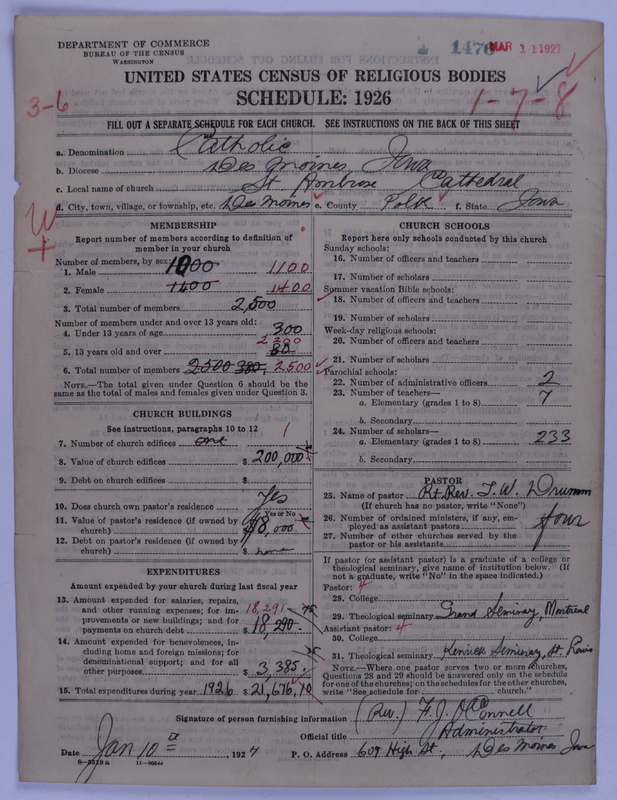 DEPARTMENT OF COMMERCE
BUREAU OF THE CENSUS
WASHINGTON
1476 MAR 11 1927
UNITED STATES CENSUS OF RELIGIOUS BODIES
SCHEDULE: 1926
3-6
1-7-8
FILL OUT A SEPARATE SCHEDULE FOR EACH CHURCH. SEE INSTRUCTIONS ON THE BACK OF THIS SHEET
a. Denomination Catholic
b. Diocese Des Moines Iowa
c. Local name of church St Ambrose Cathedral
d. City, town, village, or township, etc. Des Moines e. County Polk f. State Iowa
MEMBERSHIP
Report number of members according to definition of
member in your church
Number of members, by sex:
1. Male 1000 1100
2. Female 1400 1400
3. Total number of members 2,500
Number of members under and over 13 years old:
4. Under 13 years of age 300
5. 13 years old and over 80 2200
6. Total number of members 2500 380, 2500
NOTE.—The total given under Question 6 should be the
same as the total of males and females given under Question 3.
CHURCH BUILDINGS
See instructions, paragraphs 10 to 12
7. Number of church edifices one 1
8. Value of church edifices $ 200,000
9. Debt on church edifices $
10. Does church own pastor's residence? Yes
Yes or No
11. Value of pastor's residence (if owned by
church) $ 18,000
12. Debt on pastor's residence (if owned by
church) $ none
EXPENDITURES
Amount expended by your church during last fiscal year
13. Amount expended for salaries, repairs,
and other running expenses; for im-
provements or new buildings; and for
payments on church debt $ 18,290 18,291
14. Amount expended for benevolences, in-
cluding home and foreign missions; for
denominational support; and for all
other purposes $ 3,385
15. Total expenditures during year 1926 $ 21,676,10
CHURCH SCHOOLS
Report here only schools conducted by this church
Sunday schools:
16. Number of officers and teachers
17. Number of scholars
Summer vacation Bible schools:
18. Number of officers and teachers
19. Number of scholars
Week-day religious schools:
20. Number of officers and teachers
21. Number of scholars
Parochial schools:
22. Number of administrative officers 2
23. Number of teachers—
a. Elementary (grades 1 to 8) 7
b. Secondary
24. Number of scholars—
a. Elementary (grades 1 to 8) 233
b. Secondary
PASTOR
25. Name of pastor Rt. Rev. T. W. Drumm
(If church has no pastor, write "None")
26. Number of ordained ministers, if any, em-
ployed as assistant pastors four
27. Number of other churches served by the
pastor or his assistants
If pastor (or assistant pastor) is a graduate of a college or
theological seminary, give name of institution below. (If
not a graduate, write "No" in the space indicated.)
Pastor: 4
28. College
29. Theological seminary Grand Seminary, Montreal
Assistant pastor: 4
30. College
31. Theological seminary Kenrick Seminary, St. Louis
NOTE.—Where one pastor serves two or more churches,
Questions 28 and 29 should be answered only on the schedule
for one of the churches; on the schedules for the other churches,
write "See schedule for church."
Signature of person furnishing information (Rev.) F. J. O'Connell
Official title Administrator
Date Jan 10th 1927 P. O. Address 609 High St, Des Moines Iowa
8-2318a 11-9084a